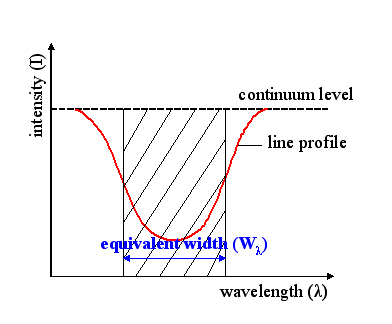 intensity (I)
continuum level
line profile
equivalent width (Wλ)
wavelength (λ)